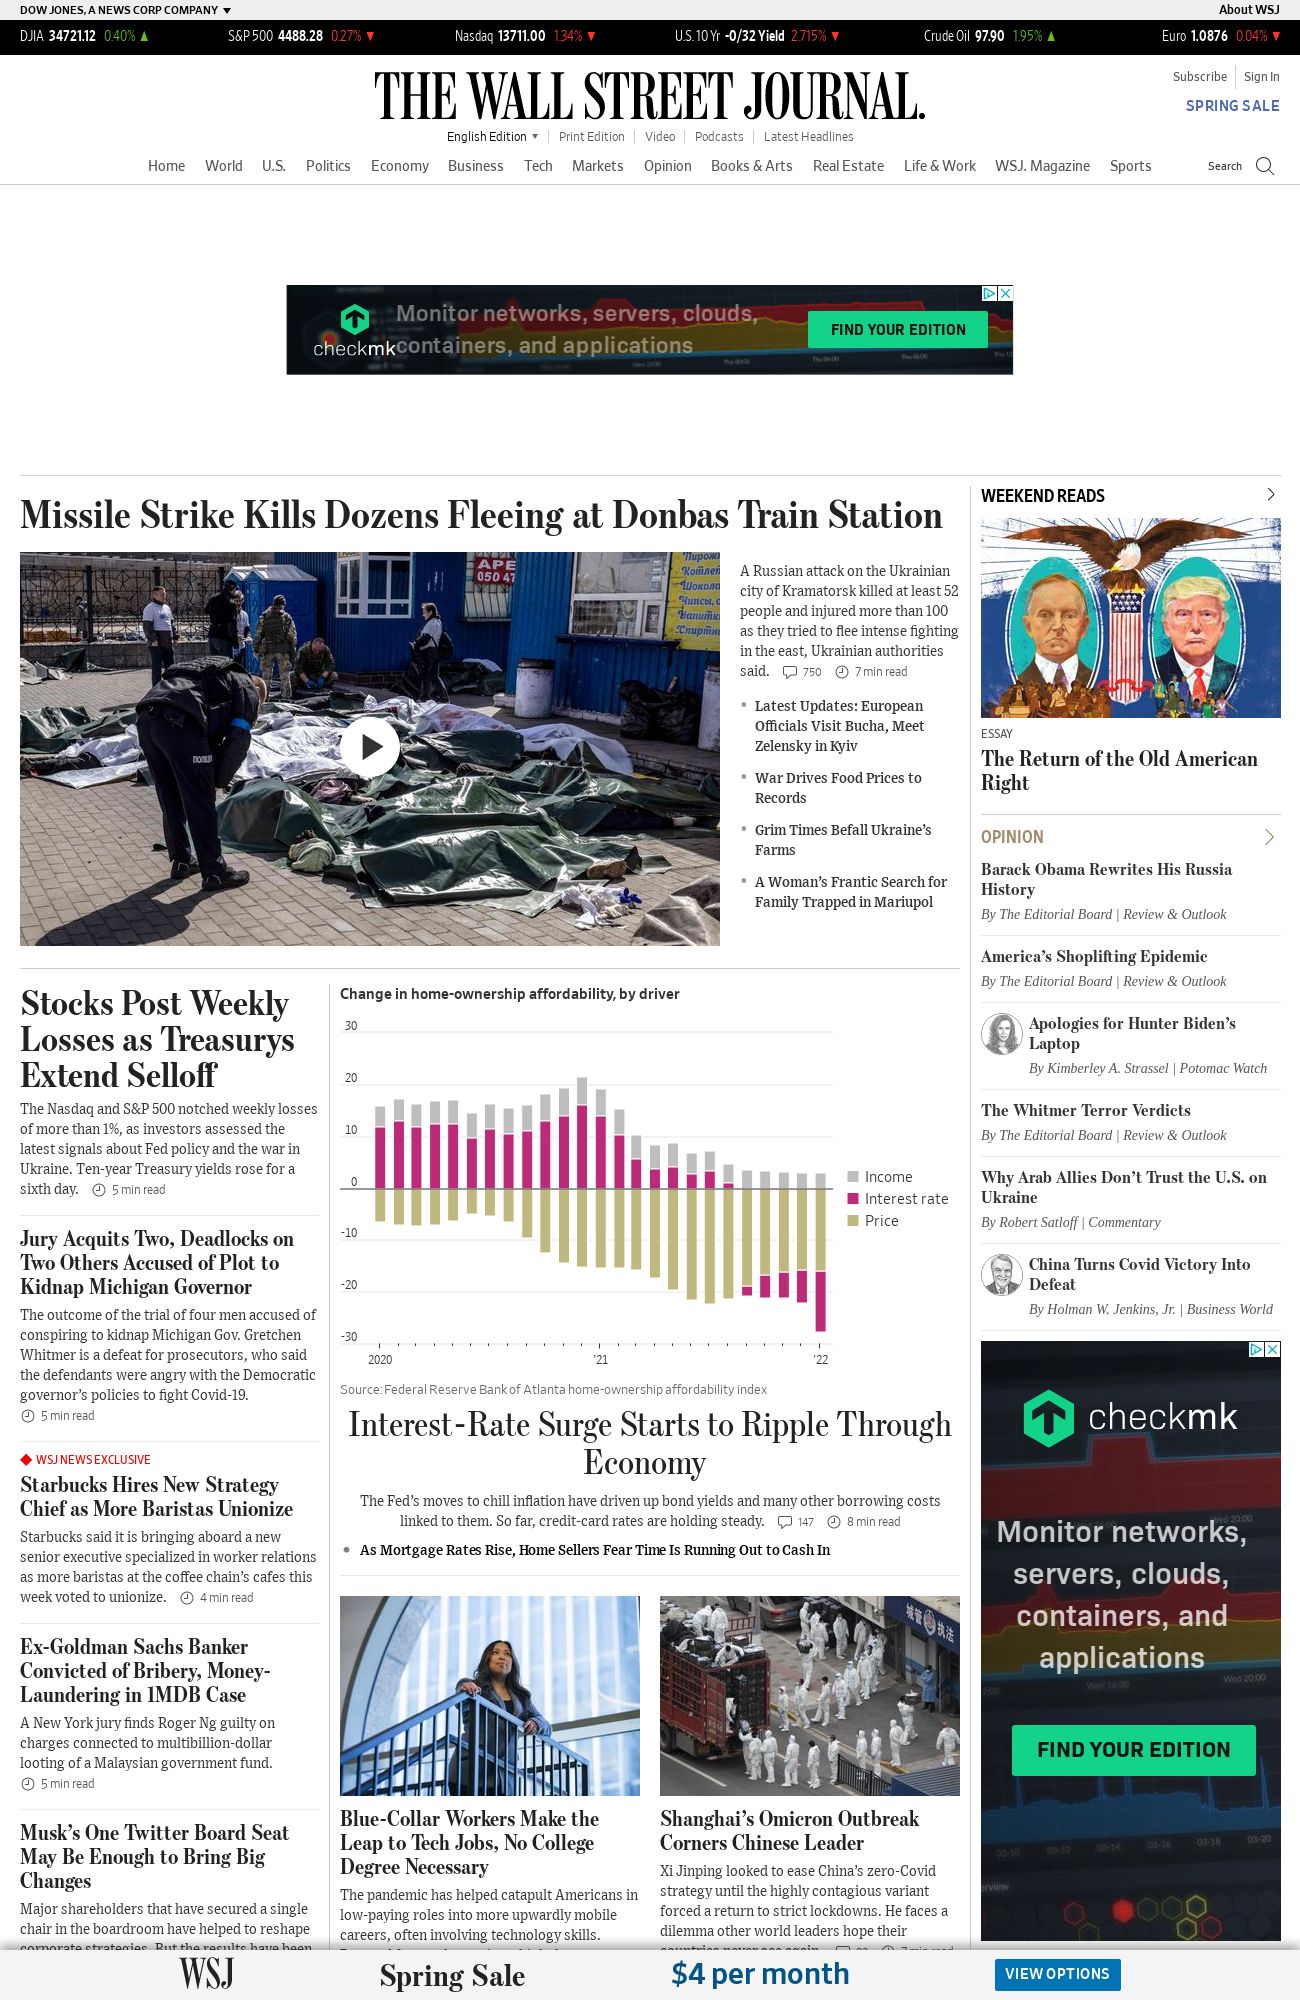 DOW JONES, A NEWS CORP COMPANY
About WSJ
DJIA 34721.12 0.40%
S&P 500 4488.28 0.27%
Nasdaq 13711.00 1.34%
U.S. 10 Yr -0/32 Yield 2.715%
Crude Oil 97.90 1.95%
Euro 1.0876 0.04%
THE WALL STREET JOURNAL.
Subscribe
Sign In
SPRING SALE
English Edition
Print Edition
Video
Podcasts
Latest Headlines
Home World U.S. Politics Economy Business Tech Markets Opinion Books & Arts Real Estate Life & Work WSJ. Magazine Sports
Search
checkmk
Monitor networks, servers, clouds,
containers, and applications
FIND YOUR EDITION
Missile Strike Kills Dozens Fleeing at Donbas Train Station
АРЕ
050 47
ПОЛІЦ
A Russian attack on the Ukrainian
city of Kramatorsk killed at least 52
people and injured more than 100
as they tried to flee intense fighting
in the east, Ukrainian authorities
said. 750 7 min read
• Latest Updates: European
Officials Visit Bucha, Meet
Zelensky in Kyiv
• War Drives Food Prices to
Records
• Grim Times Befall Ukraine’s
Farms
• A Woman’s Frantic Search for
Family Trapped in Mariupol
Stocks Post Weekly
Losses as Treasurys
Extend Selloff
The Nasdaq and S&P 500 notched weekly losses
of more than 1%, as investors assessed the
latest signals about Fed policy and the war in
Ukraine. Ten-year Treasury yields rose for a
sixth day. 5 min read
Jury Acquits Two, Deadlocks on
Two Others Accused of Plot to
Kidnap Michigan Governor
The outcome of the trial of four men accused of
conspiring to kidnap Michigan Gov. Gretchen
Whitmer is a defeat for prosecutors, who said
the defendants were angry with the Democratic
governor’s policies to fight Covid-19.
5 min read
WSJ NEWS EXCLUSIVE
Starbucks Hires New Strategy
Chief as More Baristas Unionize
Starbucks said it is bringing aboard a new
senior executive specialized in worker relations
as more baristas at the coffee chain’s cafes this
week voted to unionize. 4 min read
Ex-Goldman Sachs Banker
Convicted of Bribery, Money-
Laundering in 1MDB Case
A New York jury finds Roger Ng guilty on
charges connected to multibillion-dollar
looting of a Malaysian government fund.
5 min read
Musk’s One Twitter Board Seat
May Be Enough to Bring Big
Changes
Major shareholders that have secured a single
chair in the boardroom have helped to reshape
corporate strategies. But the results have been
Change in home-ownership affordability, by driver
30
20
10
0
-10
-20
-30
2020
’21
’22
Income
Interest rate
Price
Source: Federal Reserve Bank of Atlanta home-ownership affordability index
Interest-Rate Surge Starts to Ripple Through
Economy
The Fed’s moves to chill inflation have driven up bond yields and many other borrowing costs
linked to them. So far, credit-card rates are holding steady. 147 8 min read
• As Mortgage Rates Rise, Home Sellers Fear Time Is Running Out to Cash In
Blue-Collar Workers Make the
Leap to Tech Jobs, No College
Degree Necessary
The pandemic has helped catapult Americans in
low-paying roles into more upwardly mobile
careers, often involving technology skills.
城管执法
Shanghai’s Omicron Outbreak
Corners Chinese Leader
Xi Jinping looked to ease China’s zero-Covid
strategy until the highly contagious variant
forced a return to strict lockdowns. He faces a
dilemma other world leaders hope their
countries never see again.
WEEKEND READS
ESSAY
The Return of the Old American
Right
OPINION
Barack Obama Rewrites His Russia
History
By The Editorial Board | Review & Outlook
America’s Shoplifting Epidemic
By The Editorial Board | Review & Outlook
Apologies for Hunter Biden’s
Laptop
By Kimberley A. Strassel | Potomac Watch
The Whitmer Terror Verdicts
By The Editorial Board | Review & Outlook
Why Arab Allies Don’t Trust the U.S. on
Ukraine
By Robert Satloff | Commentary
China Turns Covid Victory Into
Defeat
By Holman W. Jenkins, Jr. | Business World
checkmk
Monitor networks,
servers, clouds,
containers, and
applications
FIND YOUR EDITION
WSJ
Spring Sale
$4 per month
VIEW OPTIONS